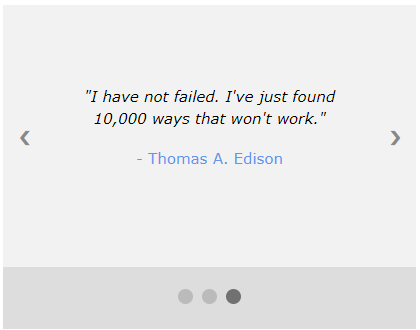 "I have not failed. I've just found
10,000 ways that won't work."
- Thomas A. Edison